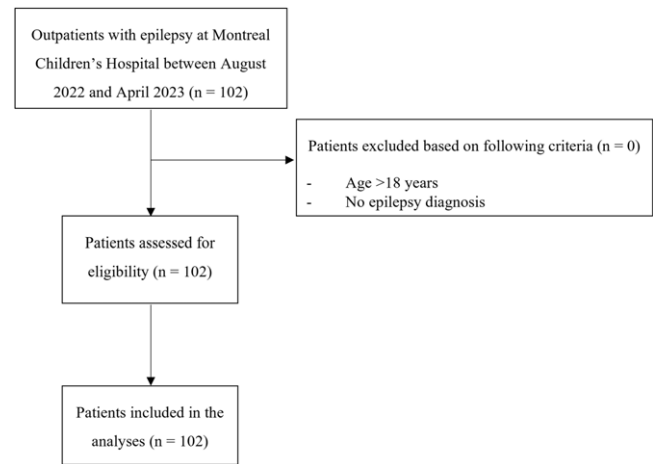 Outpatients with epilepsy at Montreal
Children's Hospital between August
2022 and April 2023 (n = 102)
Patients excluded based on following criteria (n = 0)
- Age >18 years
- No epilepsy diagnosis
Patients assessed for
eligibility (n = 102)
Patients included in the
analyses (n = 102)